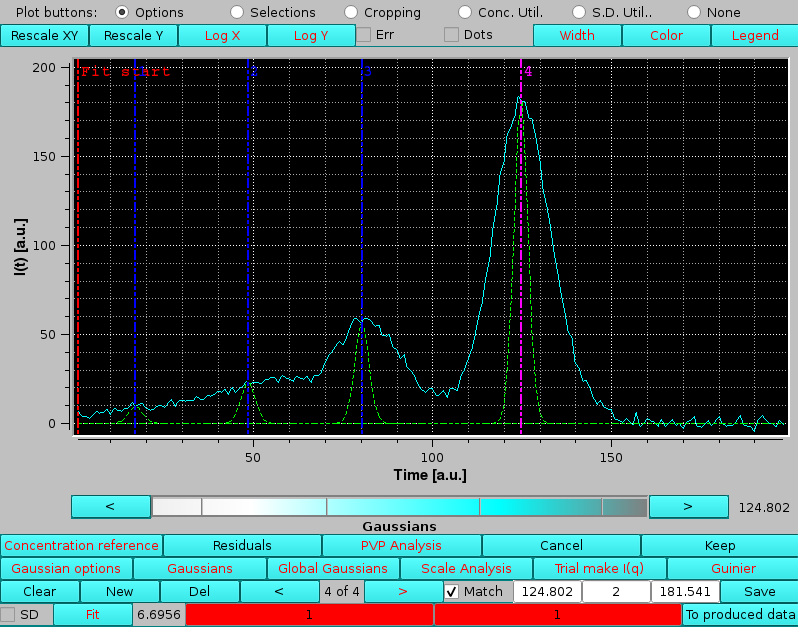 Plot buttons: Options Selections Cropping Conc. Util. S.D. Util.. None
Rescale XY Rescale Y Log X Log Y Err Dots Width Color Legend
Fit start 2 3 4
200
150
100
50
0
I(t) [a.u.]
50 100 150
Time [a.u.]
< > 124.802
Gaussians
Concentration reference Residuals PVP Analysis Cancel Keep
Gaussian options Gaussians Global Gaussians Scale Analysis Trial make I(q) Guinier
Clear New Del < 4 of 4 > Match 124.802 2 181.541 Save
SD Fit 6.6956 1 1 To produced data